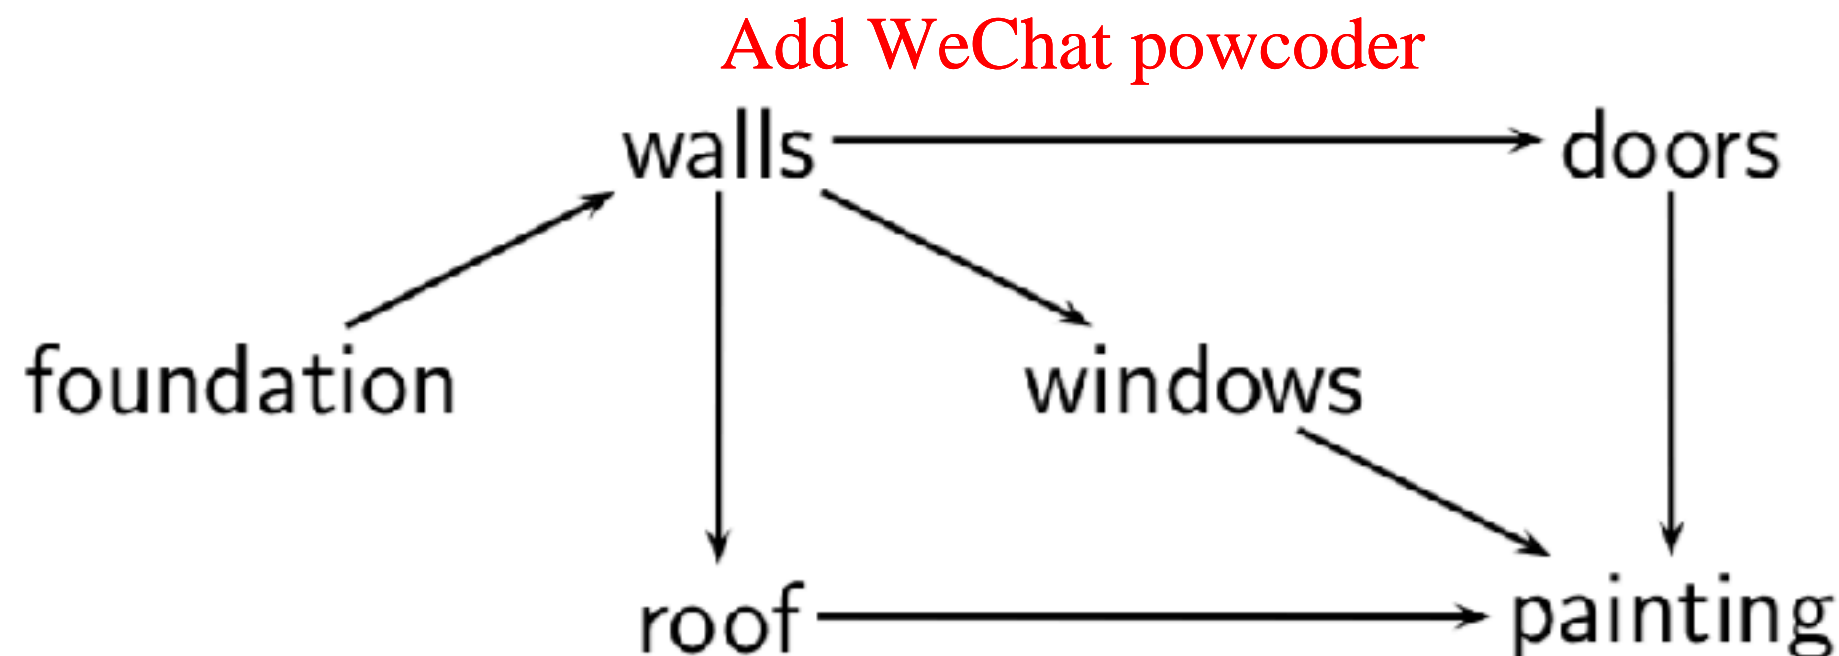 Add WeChat powcoder
walls doors
foundation windows
roof painting